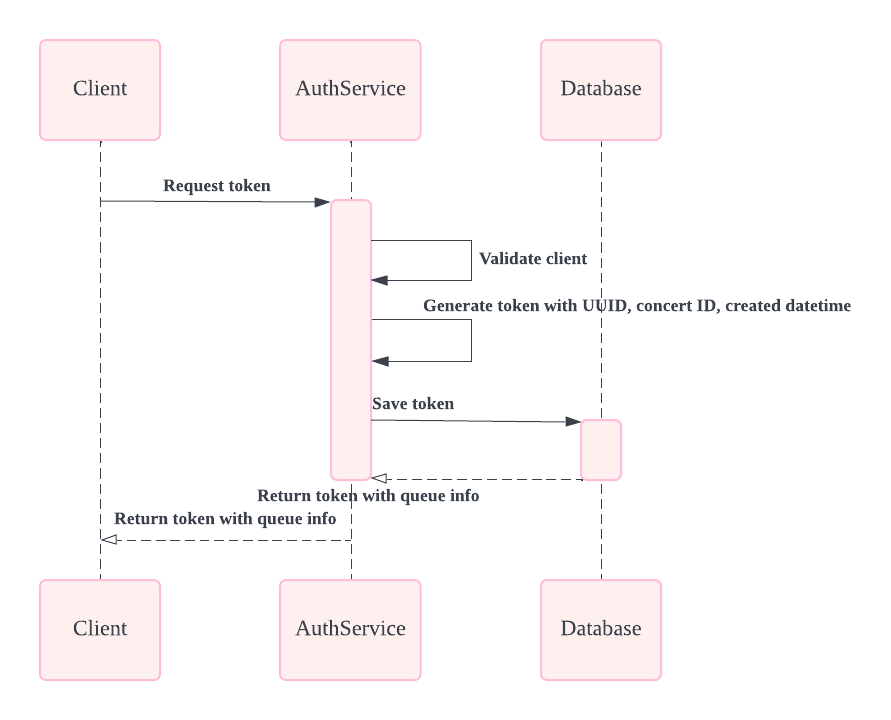 Client
AuthService
Database
Request token
Validate client
Generate token with UUID, concert ID, created datetime
Save token
Return token with queue info
Return token with queue info
Client
AuthService
Database